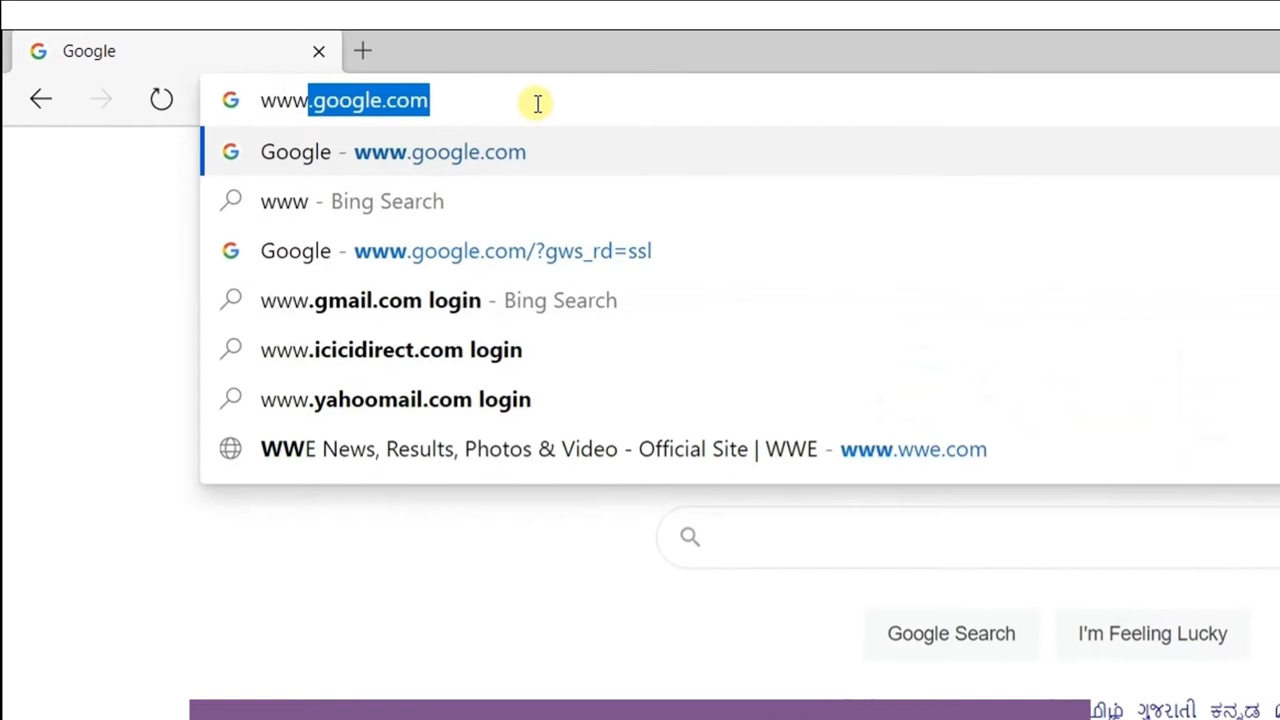 Google
www.google.com
Google - www.google.com
www - Bing Search
Google - www.google.com/?gws_rd=ssl
www.gmail.com login - Bing Search
www.icicidirect.com login
www.yahoomail.com login
WWE News, Results, Photos & Video - Official Site | WWE - www.wwe.com
Google Search I'm Feeling Lucky
ગુજરાતી ಕನ್ನಡ